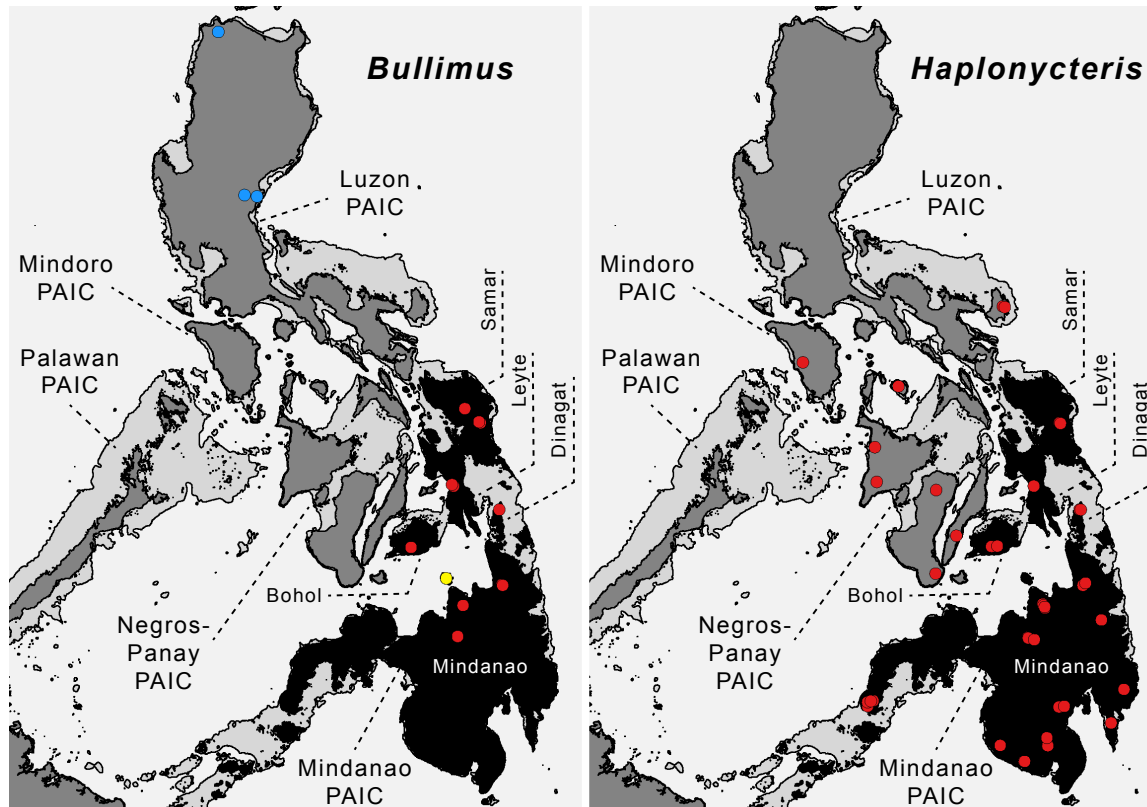 Bullimus
Luzon
PAIC
Mindoro
PAIC
Samar
Palawan
PAIC
Leyte
Dinagat
Bohol
Negros-
Panay
PAIC
Mindanao
Mindanao
PAIC
Haplonycteris
Luzon
PAIC
Mindoro
PAIC
Samar
Palawan
PAIC
Leyte
Dinagat
Bohol
Negros-
Panay
PAIC
Mindanao
Mindanao
PAIC